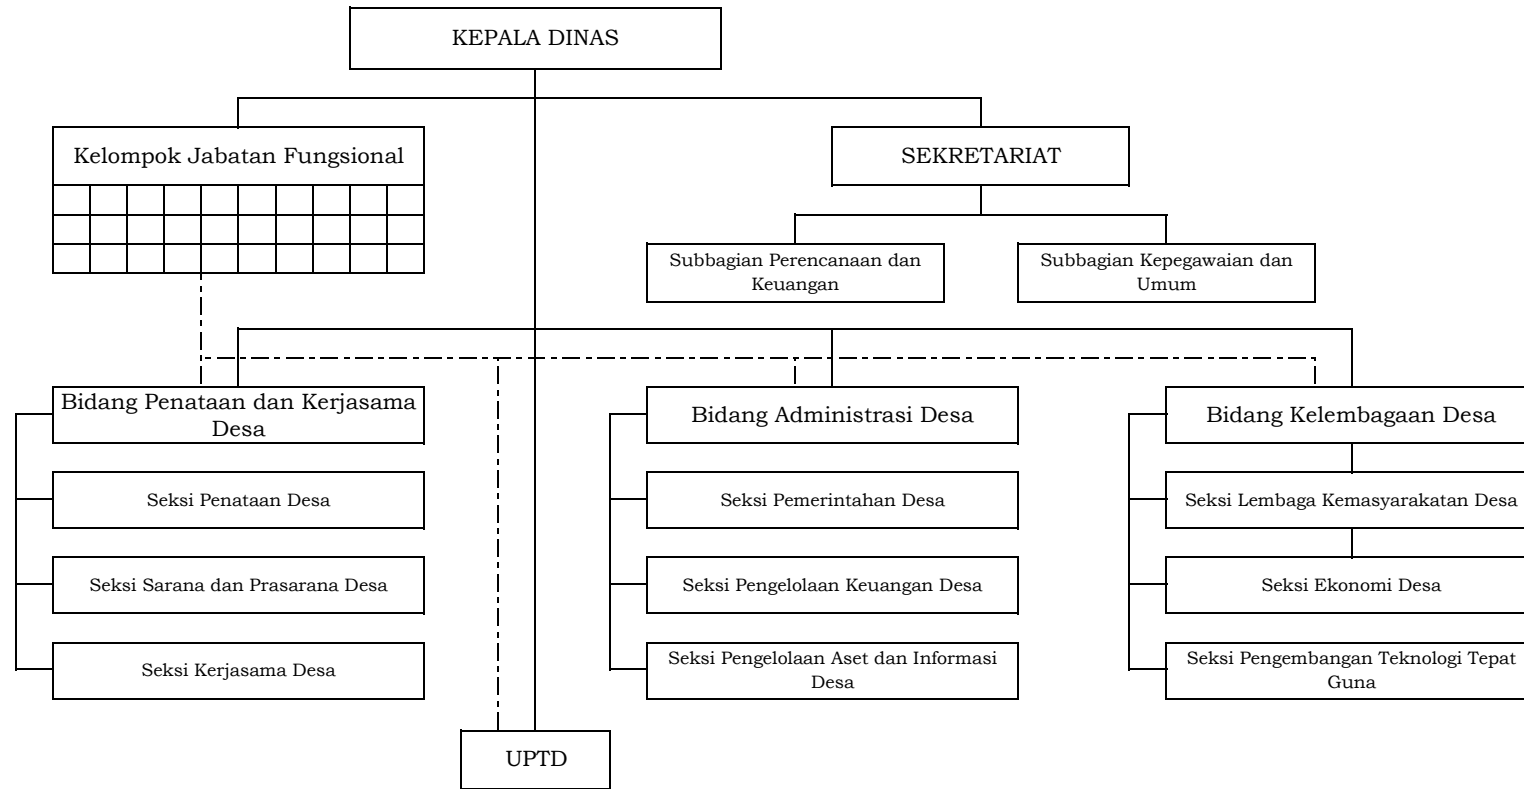 KEPALA DINAS
Kelompok Jabatan Fungsional
SEKRETARIAT
Subbagian Perencanaan dan
Keuangan
Subbagian Kepegawaian dan
Umum
Bidang Penataan dan Kerjasama
Desa
Bidang Administrasi Desa
Bidang Kelembagaan Desa
Seksi Penataan Desa
Seksi Pemerintahan Desa
Seksi Lembaga Kemasyarakatan Desa
Seksi Sarana dan Prasarana Desa
Seksi Pengelolaan Keuangan Desa
Seksi Ekonomi Desa
Seksi Kerjasama Desa
Seksi Pengelolaan Aset dan Informasi
Desa
Seksi Pengembangan Teknologi Tepat
Guna
UPTD